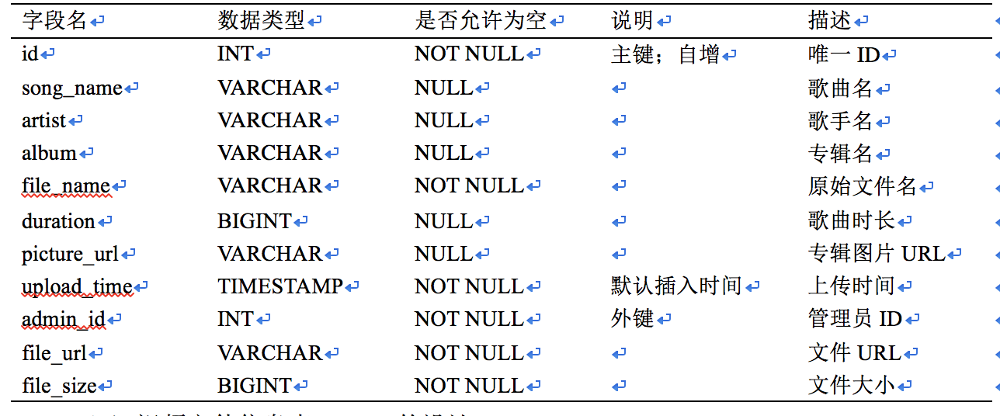 字段名 数据类型 是否允许为空 说明 描述
id INT NOT NULL 主键；自增 唯一 ID
song_name VARCHAR NULL 歌曲名
artist VARCHAR NULL 歌手名
album VARCHAR NULL 专辑名
file_name VARCHAR NOT NULL 原始文件名
duration BIGINT NULL 歌曲时长
picture_url VARCHAR NULL 专辑图片 URL
upload_time TIMESTAMP NOT NULL 默认插入时间 上传时间
admin_id INT NOT NULL 外键 管理员 ID
file_url VARCHAR NOT NULL 文件 URL
file_size BIGINT NOT NULL 文件大小